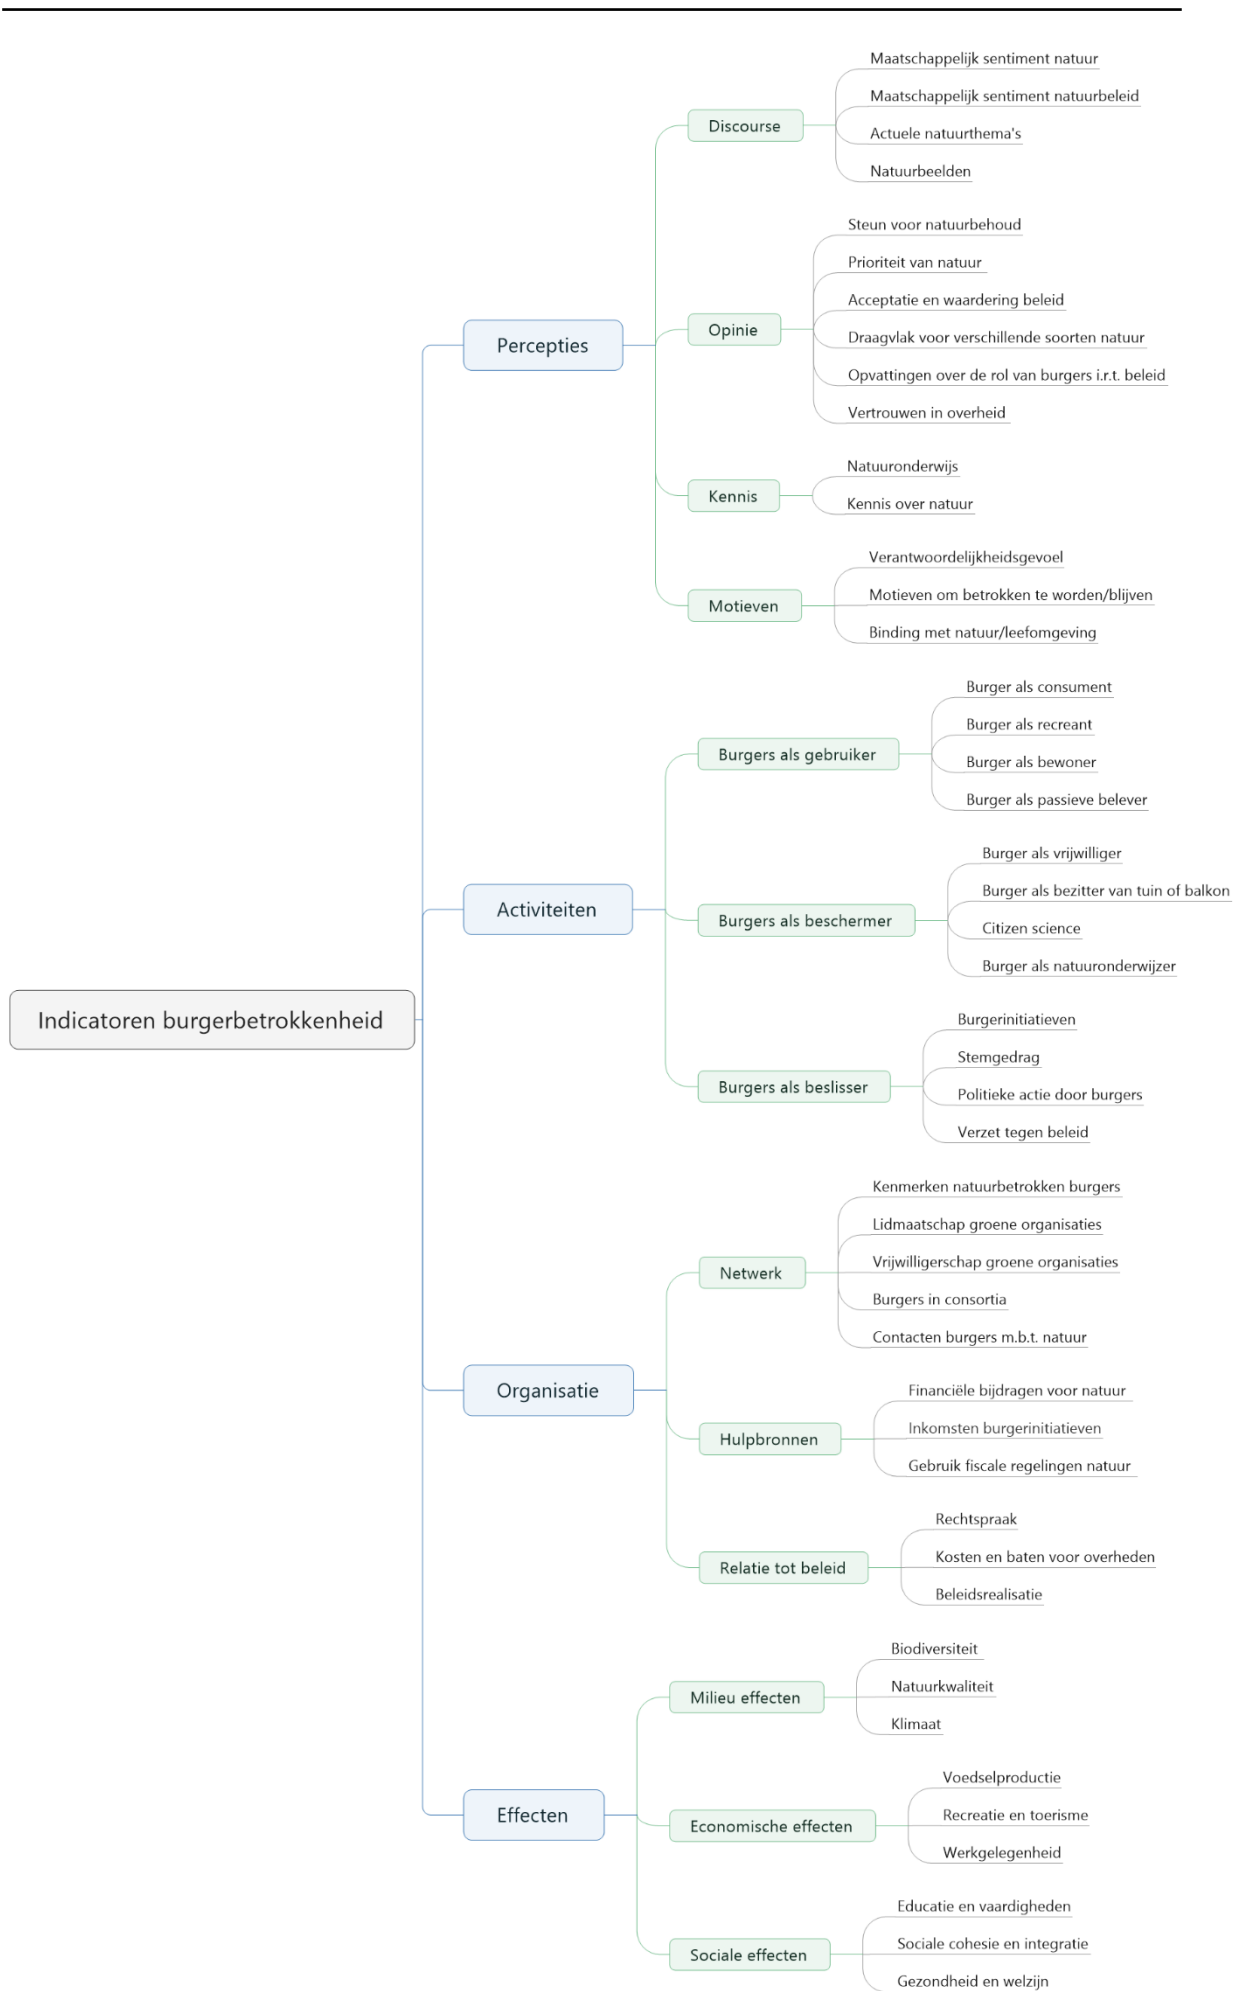 Indicatoren burgerbetrokkenheid
Percepties
Discourse
Maatschappelijk sentiment natuur
Maatschappelijk sentiment natuurbeleid
Actuele natuurthema's
Natuurbeelden
Opinie
Steun voor natuurbehoud
Prioriteit van natuur
Acceptatie en waardering beleid
Draagvlak voor verschillende soorten natuur
Opvattingen over de rol van burgers i.r.t. beleid
Vertrouwen in overheid
Kennis
Natuuronderwijs
Kennis over natuur
Motieven
Verantwoordelijkheidsgevoel
Motieven om betrokken te worden/blijven
Binding met natuur/leefomgeving
Activiteiten
Burgers als gebruiker
Burger als consument
Burger als recreant
Burger als bewoner
Burger als passieve belever
Burgers als beschermer
Burger als vrijwilliger
Burger als bezitter van tuin of balkon
Citizen science
Burger als natuuronderwijzer
Burgers als beslisser
Burgerinitiatieven
Stemgedrag
Politieke actie door burgers
Verzet tegen beleid
Organisatie
Netwerk
Kenmerken natuurbetrokken burgers
Lidmaatschap groene organisaties
Vrijwilligerschap groene organisaties
Burgers in consortia
Contacten burgers m.b.t. natuur
Hulpbronnen
Financiële bijdragen voor natuur
Inkomsten burgerinitiatieven
Gebruik fiscale regelingen natuur
Relatie tot beleid
Rechtspraak
Kosten en baten voor overheden
Beleidsrealisatie
Effecten
Milieu effecten
Biodiversiteit
Natuurkwaliteit
Klimaat
Economische effecten
Voedselproductie
Recreatie en toerisme
Werkgelegenheid
Sociale effecten
Educatie en vaardigheden
Sociale cohesie en integratie
Gezondheid en welzijn